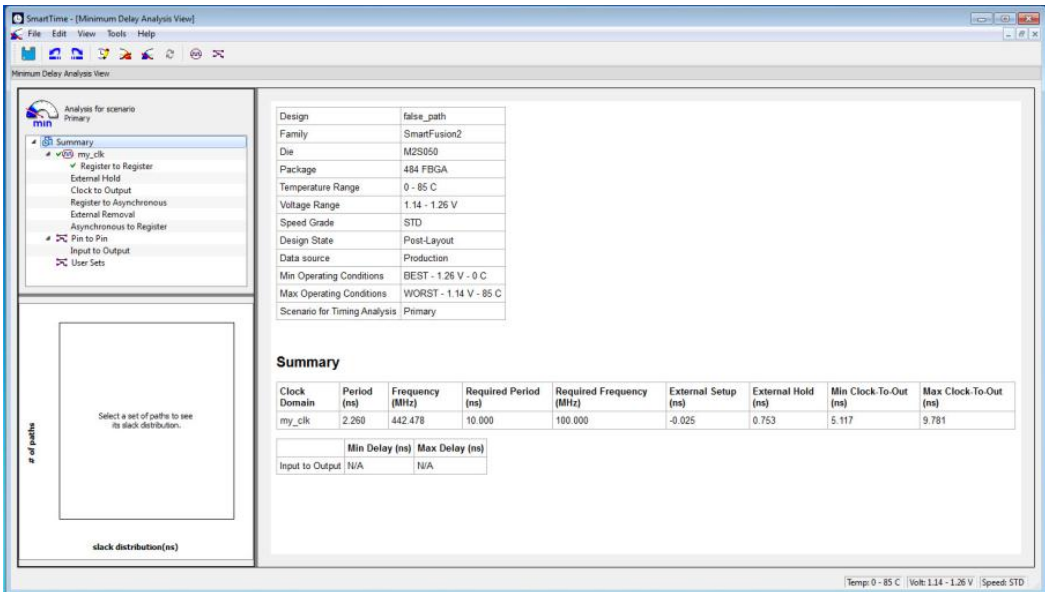 SmartTime - [Minimum Delay Analysis View]
File Edit View Tools Help
Minimum Delay Analysis View
min
Analysis for scenario
Primary
Summary
my_clk
Register to Register
External Hold
Clock to Output
Register to Asynchronous
External Removal
Asynchronous to Register
Pin to Pin
Input to Output
User Sets
# of paths
Select a set of paths to see
its slack distribution.
slack distribution(ns)
Design false_path
Family SmartFusion2
Die M2S050
Package 484 FBGA
Temperature Range 0 - 85 C
Voltage Range 1.14 - 1.26 V
Speed Grade STD
Design State Post-Layout
Data source Production
Min Operating Conditions BEST - 1.26 V - 0 C
Max Operating Conditions WORST - 1.14 V - 85 C
Scenario for Timing Analysis Primary
Summary
Clock Period Frequency Required Period Required Frequency External Setup External Hold Min Clock-To-Out Max Clock-To-Out
Domain (ns) (MHz) (ns) (MHz) (ns) (ns) (ns) (ns)
my_clk 2.260 442.478 10.000 100.000 -0.025 0.753 5.117 9.781
Min Delay (ns) Max Delay (ns)
Input to Output N/A N/A
Temp: 0 - 85 C Volt: 1.14 - 1.26 V Speed: STD